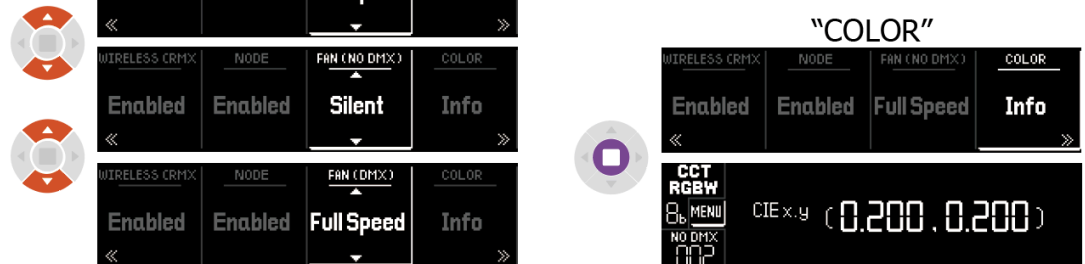 «
»
WIRELESS CRMX NODE FAN (NO DMX) COLOR
Enabled Enabled Silent Info
«
»
WIRELESS CRMX NODE FAN (DMX) COLOR
Enabled Enabled Full Speed Info
«
"COLOR"
WIRELESS CRMX NODE FAN (NO DMX) COLOR
Enabled Enabled Full Speed Info
«
»
CCT
RGBW
8b MENU
CIE x.y (0.200 , 0.200)
NO DMX
002